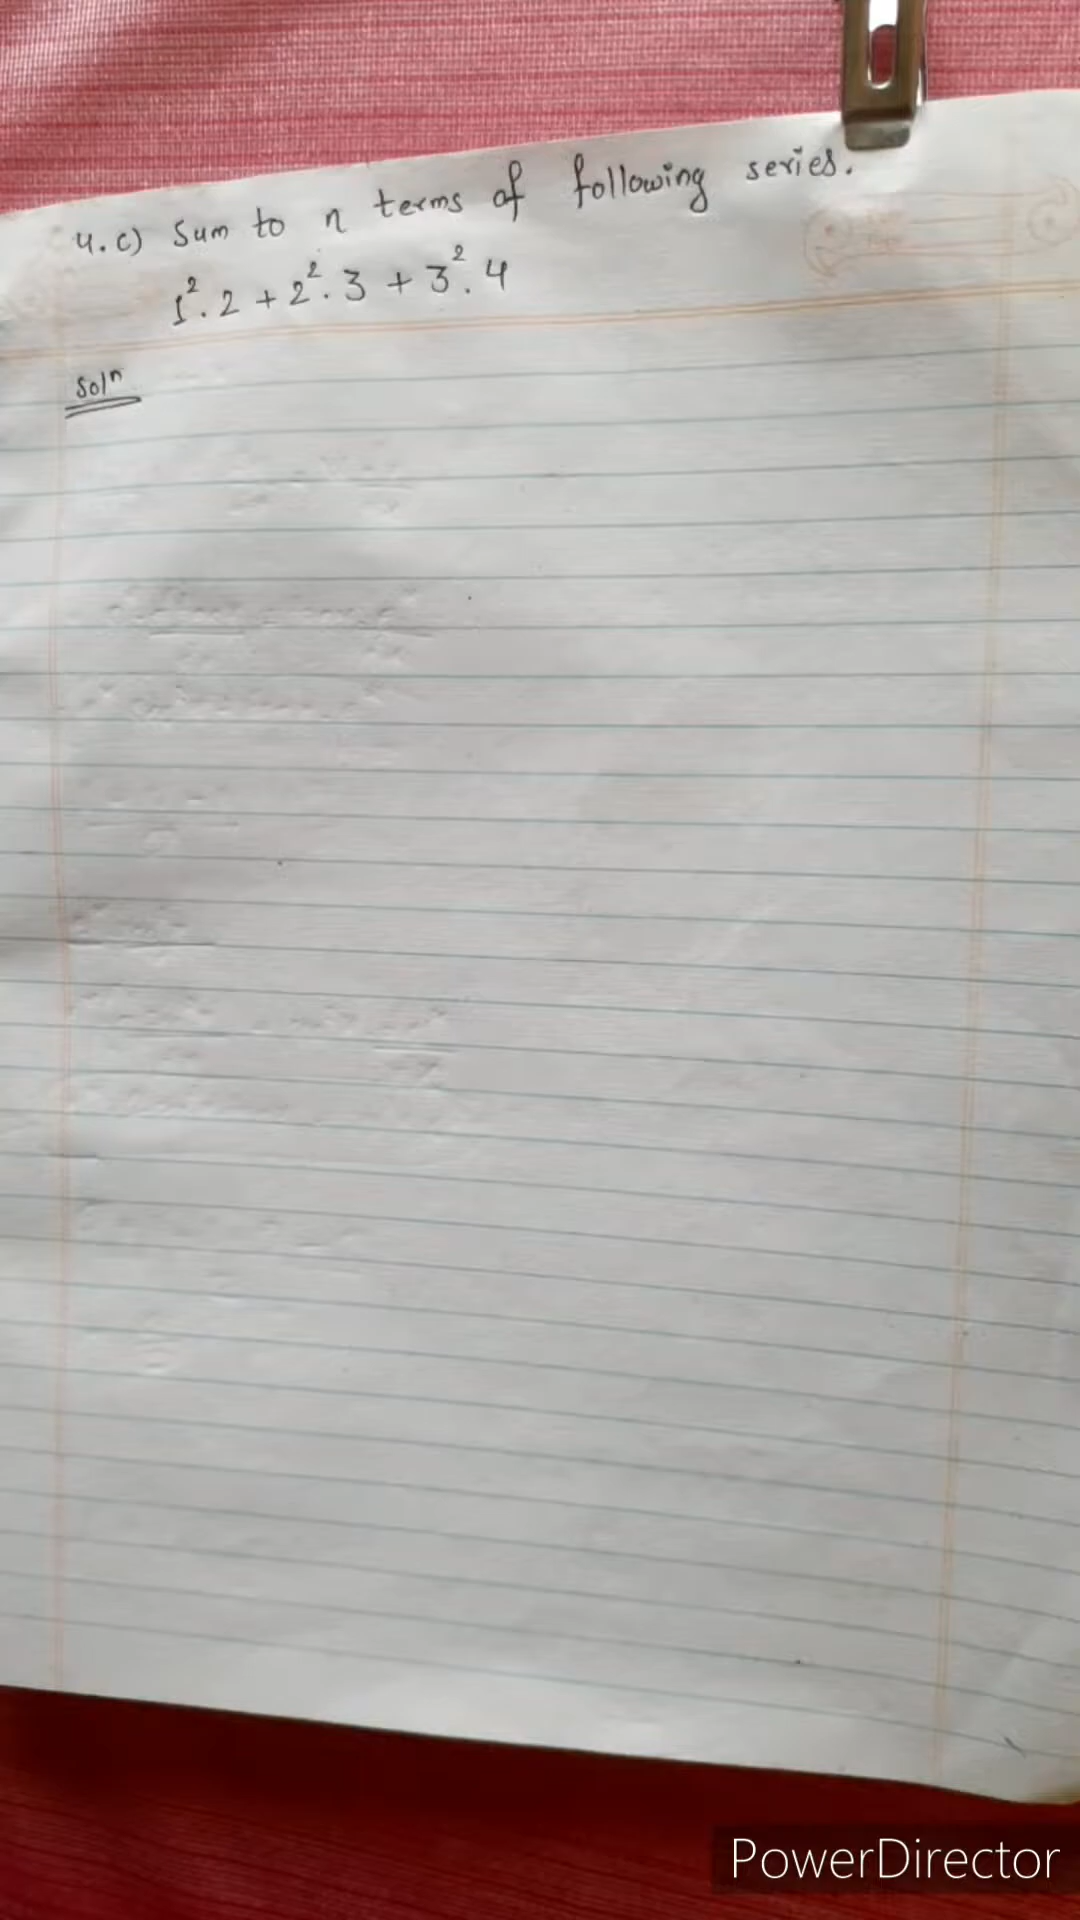 4.c) Sum to n terms of following series.
1².2 + 2².3 + 3².4
Solⁿ
PowerDirector